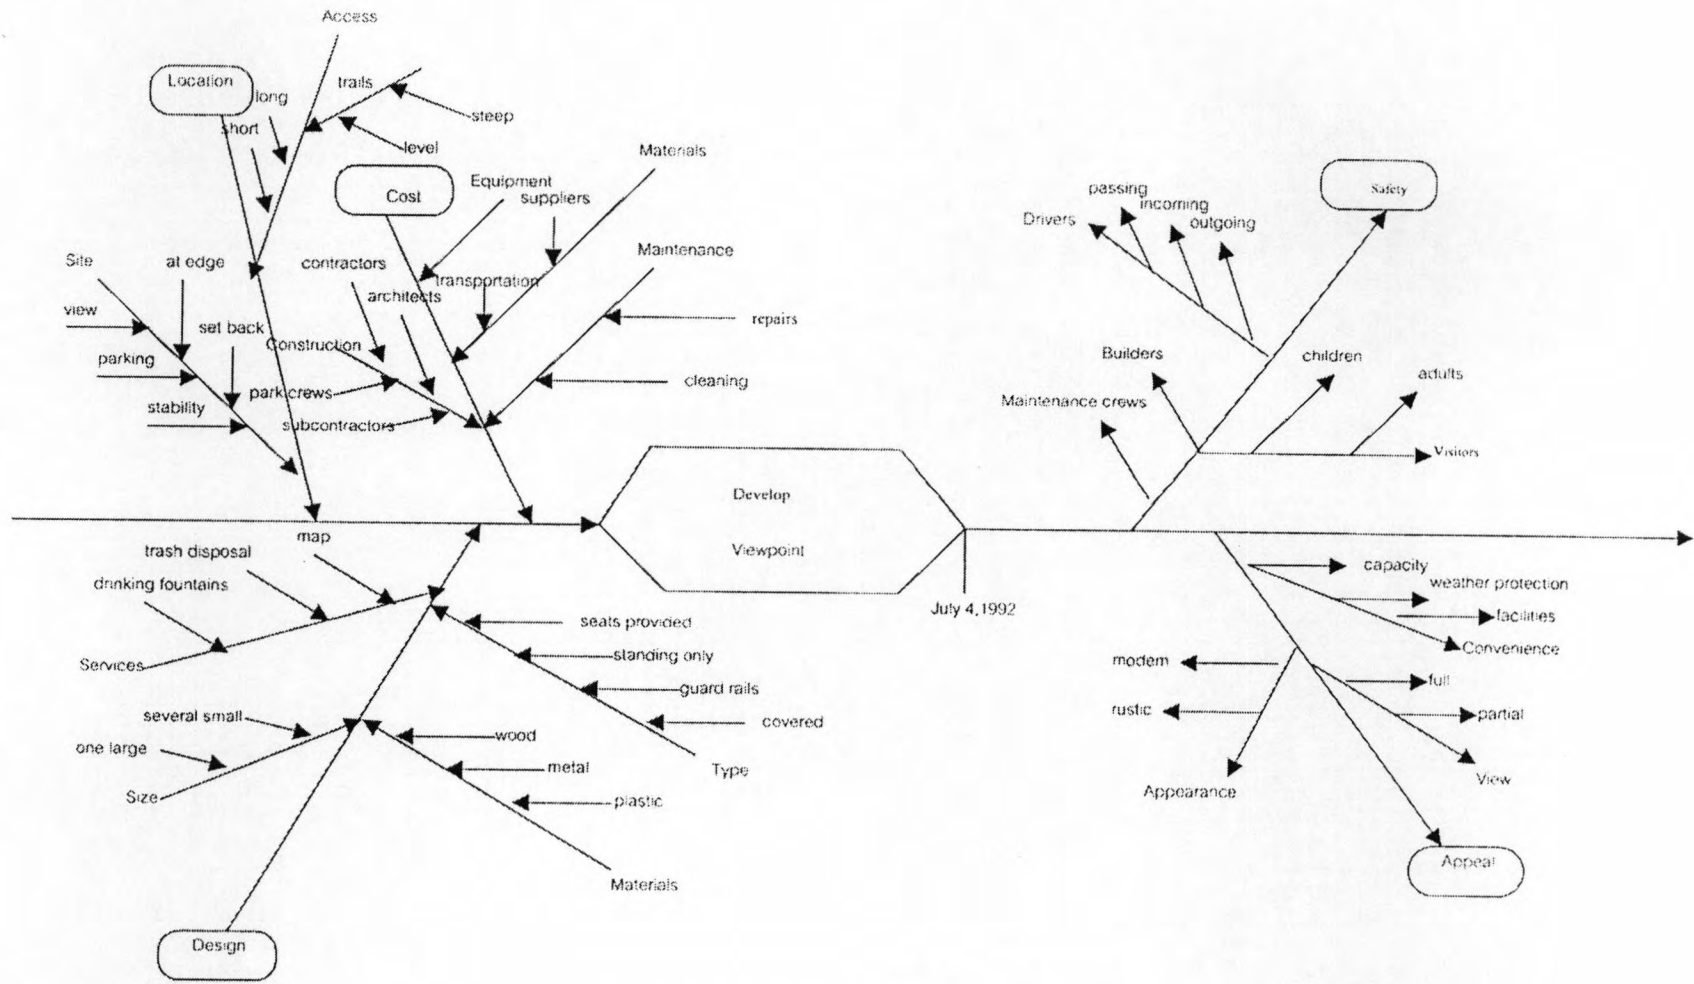 Access
Location
long
trails
short
steep
level
Materials
Cost
Equipment
suppliers
Maintenance
Site
at edge
contractors
transportation
architects
view
set back
repairs
Construction
parking
park crews
cleaning
stability
subcontractors
Safety
passing
incoming
Drivers
outgoing
Builders
children
adults
Maintenance crews
Visitors
Develop
Viewpoint
July 4,1992
map
trash disposal
drinking fountains
Services
seats provided
standing only
guard rails
covered
Type
several small
one large
Size
wood
metal
plastic
Materials
Design
capacity
weather protection
facilities
Convenience
modern
full
rustic
partial
View
Appearance
Appeal